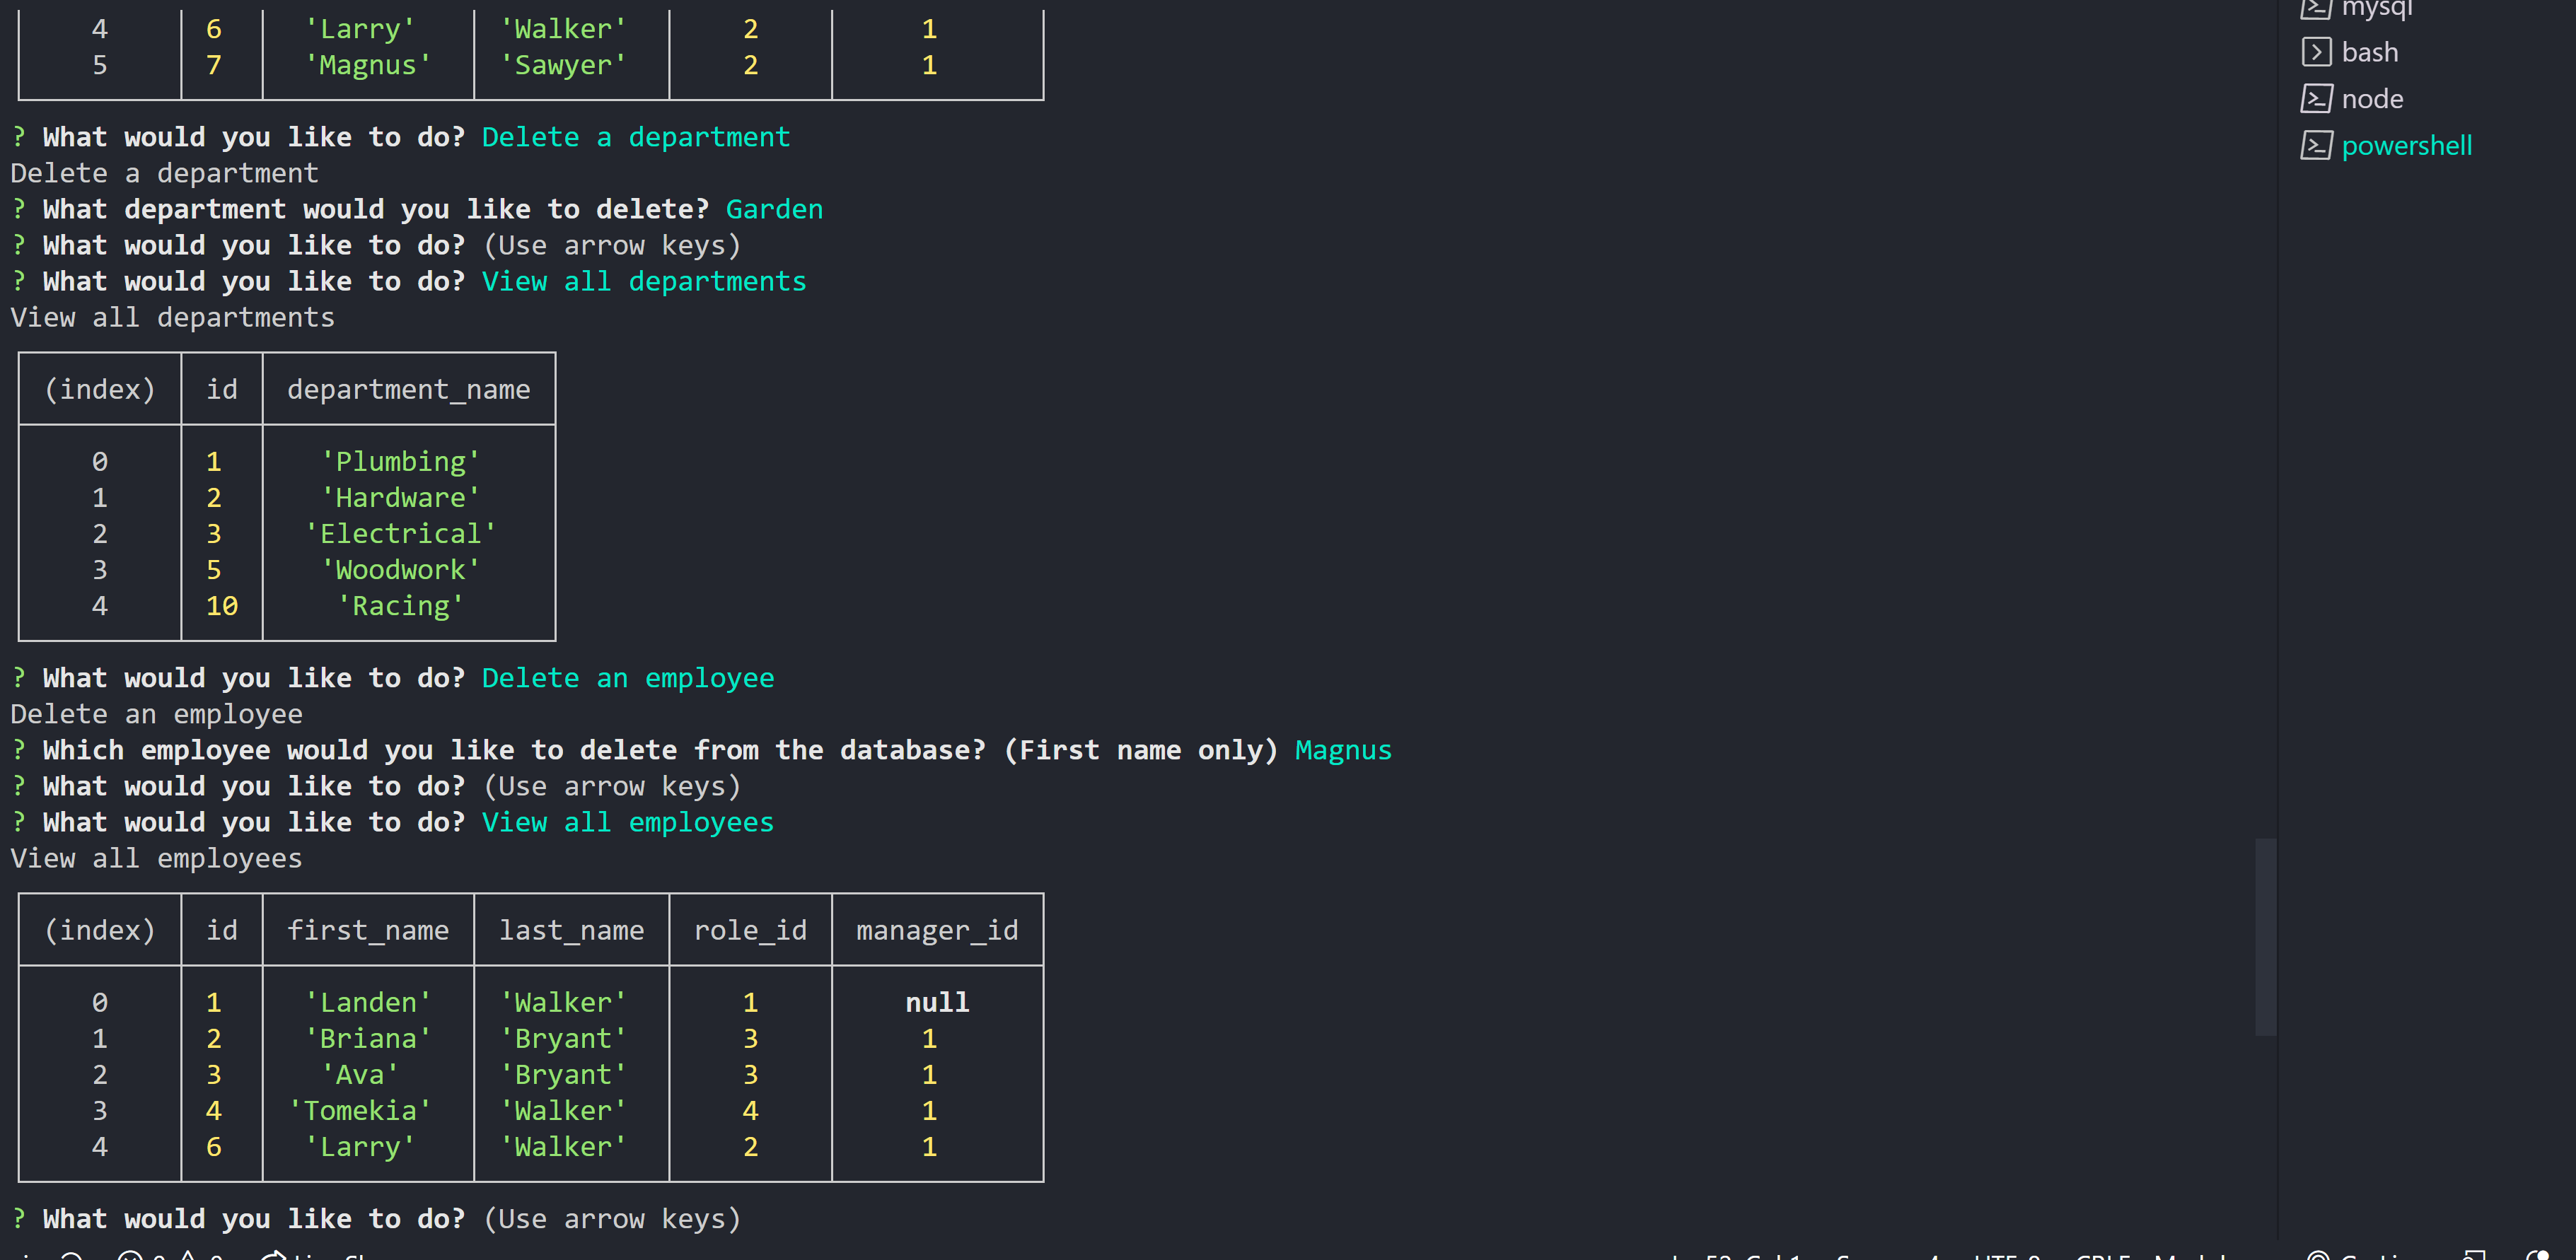 4 6 'Larry' 'Walker' 2 1
5 7 'Magnus' 'Sawyer' 2 1
? What would you like to do? Delete a department
Delete a department
? What department would you like to delete? Garden
? What would you like to do? (Use arrow keys)
? What would you like to do? View all departments
View all departments
(index) id department_name
0 1 'Plumbing'
1 2 'Hardware'
2 3 'Electrical'
3 5 'Woodwork'
4 10 'Racing'
? What would you like to do? Delete an employee
Delete an employee
? Which employee would you like to delete from the database? (First name only) Magnus
? What would you like to do? (Use arrow keys)
? What would you like to do? View all employees
View all employees
(index) id first_name last_name role_id manager_id
0 1 'Landen' 'Walker' 1 null
1 2 'Briana' 'Bryant' 3 1
2 3 'Ava' 'Bryant' 3 1
3 4 'Tomekia' 'Walker' 4 1
4 6 'Larry' 'Walker' 2 1
? What would you like to do? (Use arrow keys)
mysql
bash
node
powershell